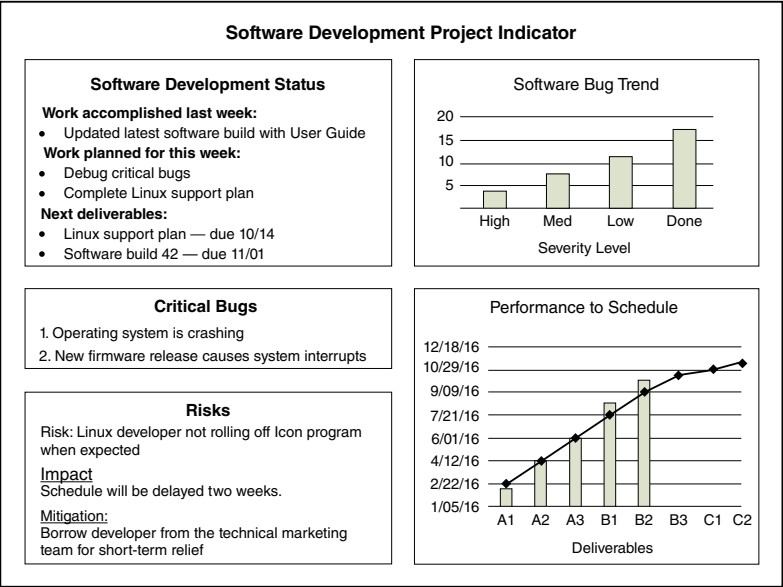 Software Development Project Indicator
Software Development Status
Work accomplished last week:
• Updated latest software build with User Guide
Work planned for this week:
• Debug critical bugs
• Complete Linux support plan
Next deliverables:
• Linux support plan — due 10/14
• Software build 42 — due 11/01
Software Bug Trend
20
15
10
5
High Med Low Done
Severity Level
Critical Bugs
1. Operating system is crashing
2. New firmware release causes system interrupts
Risks
Risk: Linux developer not rolling off Icon program
when expected
Impact
Schedule will be delayed two weeks.
Mitigation:
Borrow developer from the technical marketing
team for short-term relief
Performance to Schedule
12/18/16
10/29/16
9/09/16
7/21/16
6/01/16
4/12/16
2/22/16
1/05/16
A1 A2 A3 B1 B2 B3 C1 C2
Deliverables